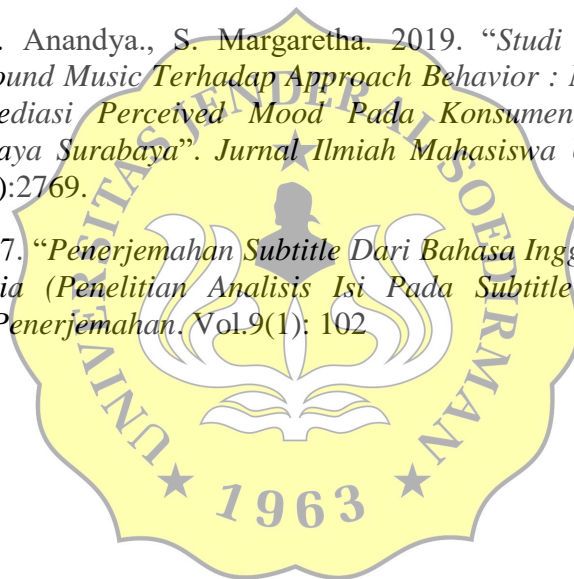 . Anandya., S. Margaretha. 2019. “Studi
ound Music Terhadap Approach Behavior :
ediasi Perceived Mood Pada Konsumen
aya Surabaya”. Jurnal Ilmiah Mahasiswa
):2769.
7. “Penerjemahan Subtitle Dari Bahasa Ingg
ia (Penelitian Analisis Isi Pada Subtitle
Penerjemahan. Vol.9(1): 102
UNIVERSITAS JENDERAL SOEDIRMAN
1963